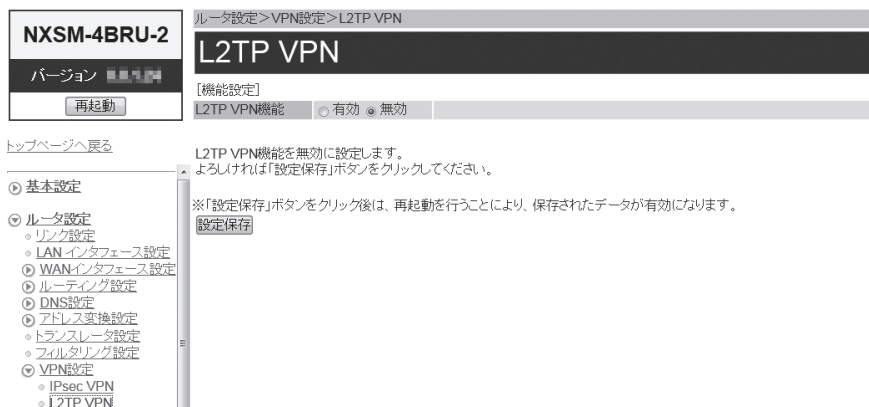 NXSM-4BRU-2
バージョン
再起動
トップページへ戻る
基本設定
ルータ設定
リンク設定
LAN インタフェース設定
WANインタフェース設定
ルーティング設定
DNS設定
アドレス変換設定
トランスレータ設定
フィルタリング設定
VPN設定
IPsec VPN
L2TP VPN
ルータ設定>VPN設定>L2TP VPN
L2TP VPN
[機能設定]
L2TP VPN機能 有効 無効
L2TP VPN機能を無効に設定します。
よろしければ「設定保存」ボタンをクリックしてください。
※「設定保存」ボタンをクリック後は、再起動を行うことにより、保存されたデータが有効になります。
設定保存